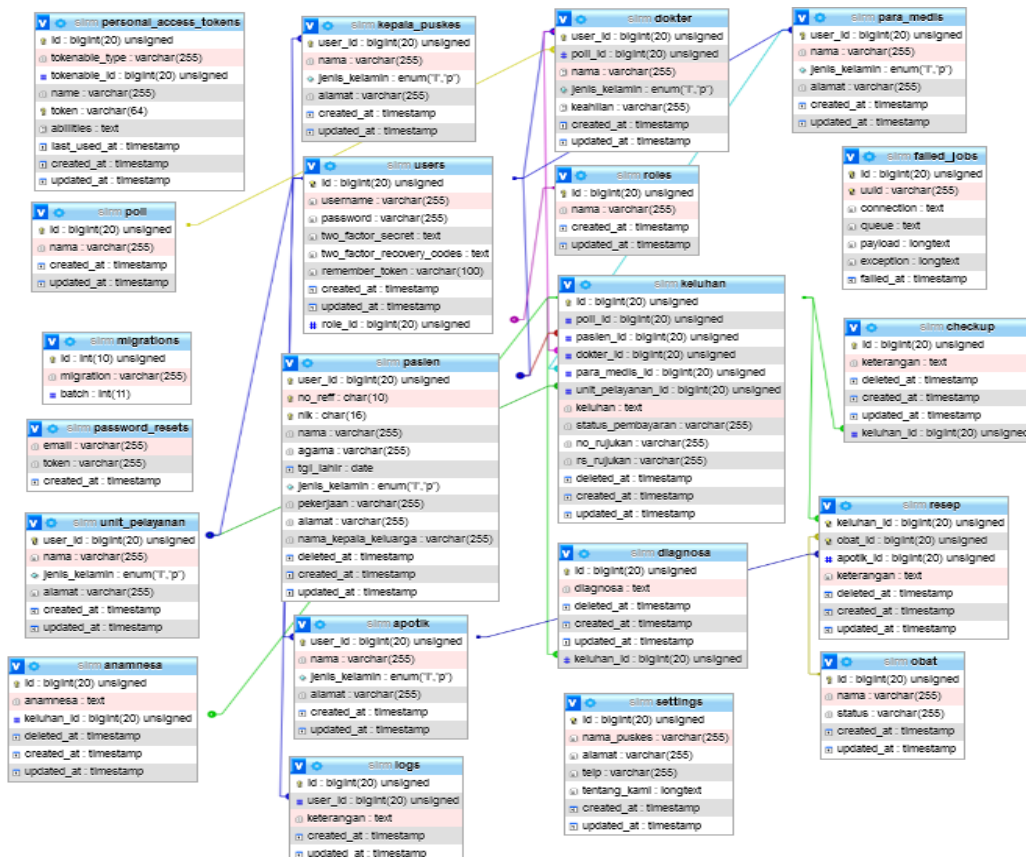 sirm personal_access_tokens
id : bigint(20) unsigned
tokenable_type : varchar(255)
tokenable_id : bigint(20) unsigned
name : varchar(255)
token : varchar(64)
abilities : text
last_used_at : timestamp
created_at : timestamp
updated_at : timestamp
sirm kepala_puskes
user_id : bigint(20) unsigned
nama : varchar(255)
jenis_kelamin : enum('l','p')
alamat : varchar(255)
created_at : timestamp
updated_at : timestamp
sirm dokter
user_id : bigint(20) unsigned
poli_id : bigint(20) unsigned
nama : varchar(255)
jenis_kelamin : enum('l','p')
keahlian : varchar(255)
created_at : timestamp
updated_at : timestamp
sirm para_medis
user_id : bigint(20) unsigned
nama : varchar(255)
jenis_kelamin : enum('l','p')
alamat : varchar(255)
created_at : timestamp
updated_at : timestamp
sirm users
id : bigint(20) unsigned
username : varchar(255)
password : varchar(255)
two_factor_secret : text
two_factor_recovery_codes : text
remember_token : varchar(100)
created_at : timestamp
updated_at : timestamp
role_id : bigint(20) unsigned
sirm roles
id : bigint(20) unsigned
nama : varchar(255)
created_at : timestamp
updated_at : timestamp
sirm failed_jobs
id : bigint(20) unsigned
uuid : varchar(255)
connection : text
queue : text
payload : longtext
exception : longtext
failed_at : timestamp
sirm poli
id : bigint(20) unsigned
nama : varchar(255)
created_at : timestamp
updated_at : timestamp
sirm keluhan
id : bigint(20) unsigned
poli_id : bigint(20) unsigned
pasien_id : bigint(20) unsigned
dokter_id : bigint(20) unsigned
para_medis_id : bigint(20) unsigned
unit_pelayanan_id : bigint(20) unsigned
keluhan : text
status_pembayaran : varchar(255)
no_rujukan : varchar(255)
rs_rujukan : varchar(255)
deleted_at : timestamp
created_at : timestamp
updated_at : timestamp
sirm checkup
id : bigint(20) unsigned
keterangan : text
deleted_at : timestamp
created_at : timestamp
updated_at : timestamp
keluhan_id : bigint(20) unsigned
sirm migrations
id : int(10) unsigned
migration : varchar(255)
batch : int(11)
sirm pasien
user_id : bigint(20) unsigned
no_reff : char(10)
nik : char(16)
nama : varchar(255)
agama : varchar(255)
tgl_lahir : date
jenis_kelamin : enum('l','p')
pekerjaan : varchar(255)
alamat : varchar(255)
nama_kepala_keluarga : varchar(255)
deleted_at : timestamp
created_at : timestamp
updated_at : timestamp
sirm password_resets
email : varchar(255)
token : varchar(255)
created_at : timestamp
sirm unit_pelayanan
user_id : bigint(20) unsigned
nama : varchar(255)
jenis_kelamin : enum('l','p')
alamat : varchar(255)
created_at : timestamp
updated_at : timestamp
sirm resep
keluhan_id : bigint(20) unsigned
obat_id : bigint(20) unsigned
apotik_id : bigint(20) unsigned
keterangan : text
deleted_at : timestamp
created_at : timestamp
updated_at : timestamp
sirm diagnosa
id : bigint(20) unsigned
diagnosa : text
deleted_at : timestamp
created_at : timestamp
updated_at : timestamp
keluhan_id : bigint(20) unsigned
sirm apotik
user_id : bigint(20) unsigned
nama : varchar(255)
jenis_kelamin : enum('l','p')
alamat : varchar(255)
created_at : timestamp
updated_at : timestamp
sirm anamnesa
id : bigint(20) unsigned
anamnesa : text
keluhan_id : bigint(20) unsigned
deleted_at : timestamp
created_at : timestamp
updated_at : timestamp
sirm obat
id : bigint(20) unsigned
nama : varchar(255)
status : varchar(255)
created_at : timestamp
updated_at : timestamp
sirm settings
id : bigint(20) unsigned
nama_puskes : varchar(255)
alamat : varchar(255)
telp : varchar(255)
tentang_kami : longtext
created_at : timestamp
updated_at : timestamp
sirm logs
id : bigint(20) unsigned
user_id : bigint(20) unsigned
keterangan : text
created_at : timestamp
updated_at : timestamp